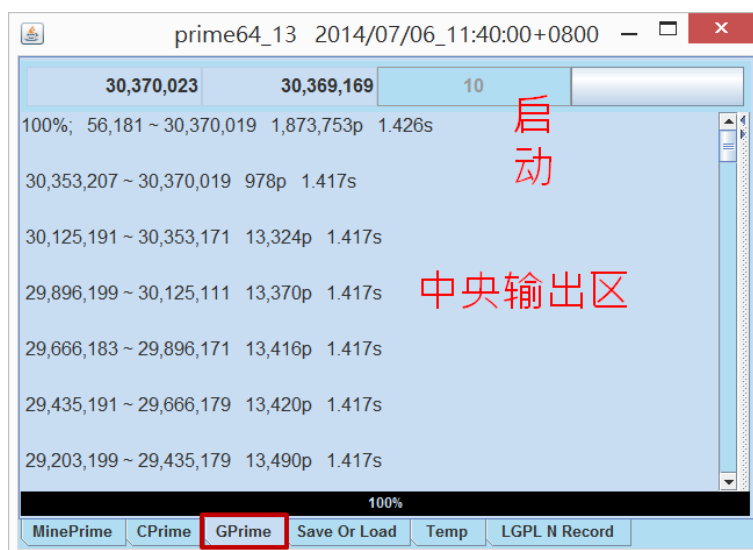 prime64_13 2014/07/06_11:40:00+0800
30,370,023 30,369,169 10
启动
100%; 56,181 ~ 30,370,019 1,873,753p 1.426s
30,353,207 ~ 30,370,019 978p 1.417s
30,125,191 ~ 30,353,171 13,324p 1.417s
中央输出区
29,896,199 ~ 30,125,111 13,370p 1.417s
29,666,183 ~ 29,896,171 13,416p 1.417s
29,435,191 ~ 29,666,179 13,420p 1.417s
29,203,199 ~ 29,435,179 13,490p 1.417s
100%
MinePrime CPrime GPrime Save Or Load Temp LGPL N Record